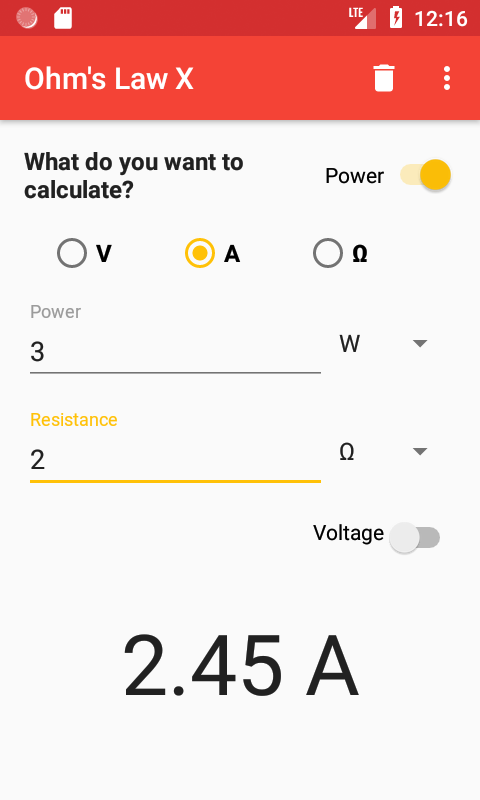 LTE 12:16
Ohm's Law X
What do you want to
calculate?
Power
V A Ω
Power
3 W
Resistance
2 Ω
Voltage
2.45 A